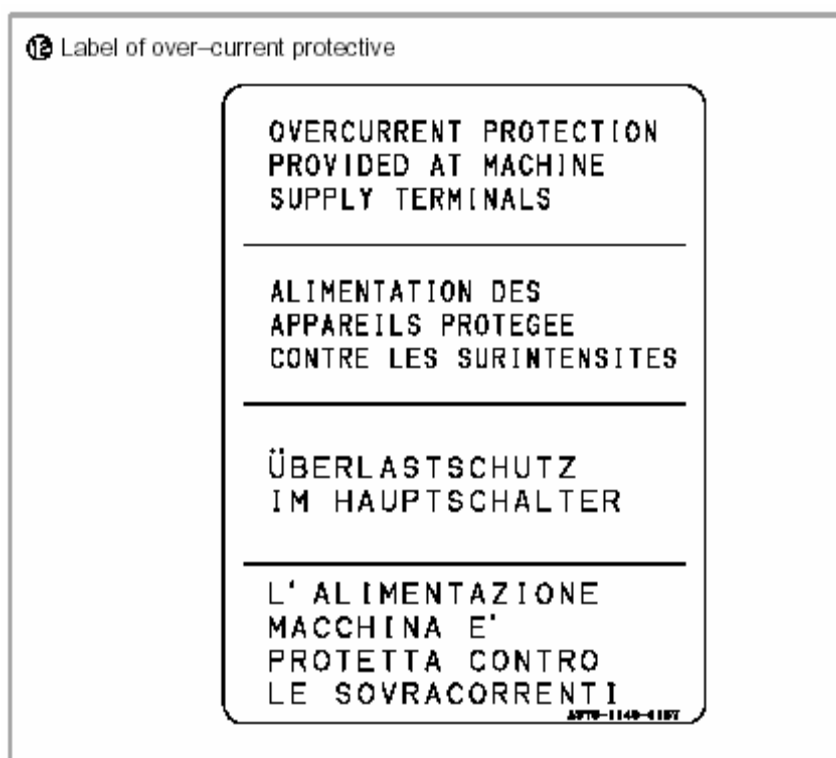 ⓬ Label of over–current protective
OVERCURRENT PROTECTION
PROVIDED AT MACHINE
SUPPLY TERMINALS
ALIMENTATION DES
APPAREILS PROTEGEE
CONTRE LES SURINTENSITES
ÜBERLASTSCHUTZ
IM HAUPTSCHALTER
L' ALIMENTAZIONE
MACCHINA E'
PROTETTA CONTRO
LE SOVRACORRENTI